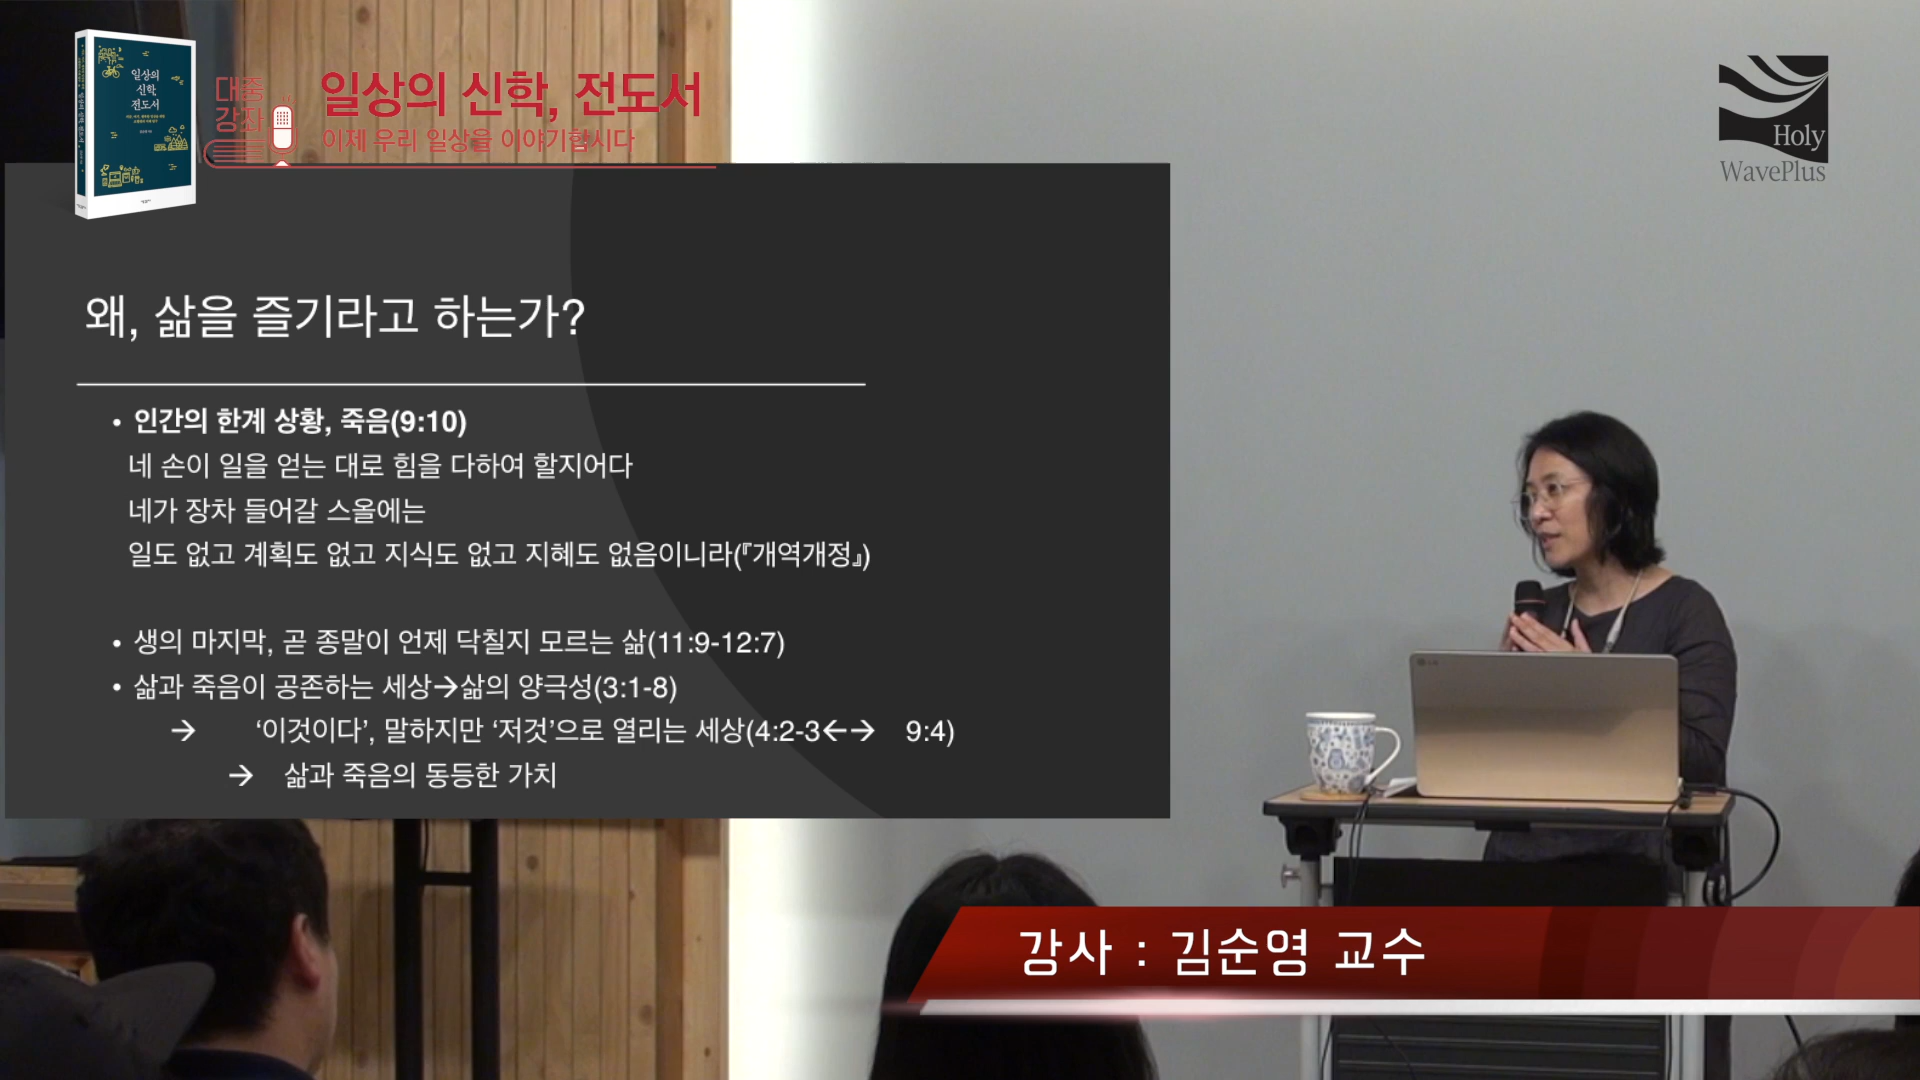 일상의
신학,
전도서
대중
강좌
일상의 신학, 전도서
이제 우리 일상을 이야기합시다
Holy
WavePlus
왜, 삶을 즐기라고 하는가?
• 인간의 한계 상황, 죽음(9:10)
네 손이 일을 얻는 대로 힘을 다하여 할지어다
네가 장차 들어갈 스올에는
일도 없고 계획도 없고 지식도 없고 지혜도 없음이니라(『개역개정』)
• 생의 마지막, 곧 종말이 언제 닥칠지 모르는 삶(11:9-12:7)
• 삶과 죽음이 공존하는 세상→삶의 양극성(3:1-8)
→ ‘이것이다’, 말하지만 ‘저것’으로 열리는 세상(4:2-3←→ 9:4)
→ 삶과 죽음의 동등한 가치
LG
강사 : 김순영 교수